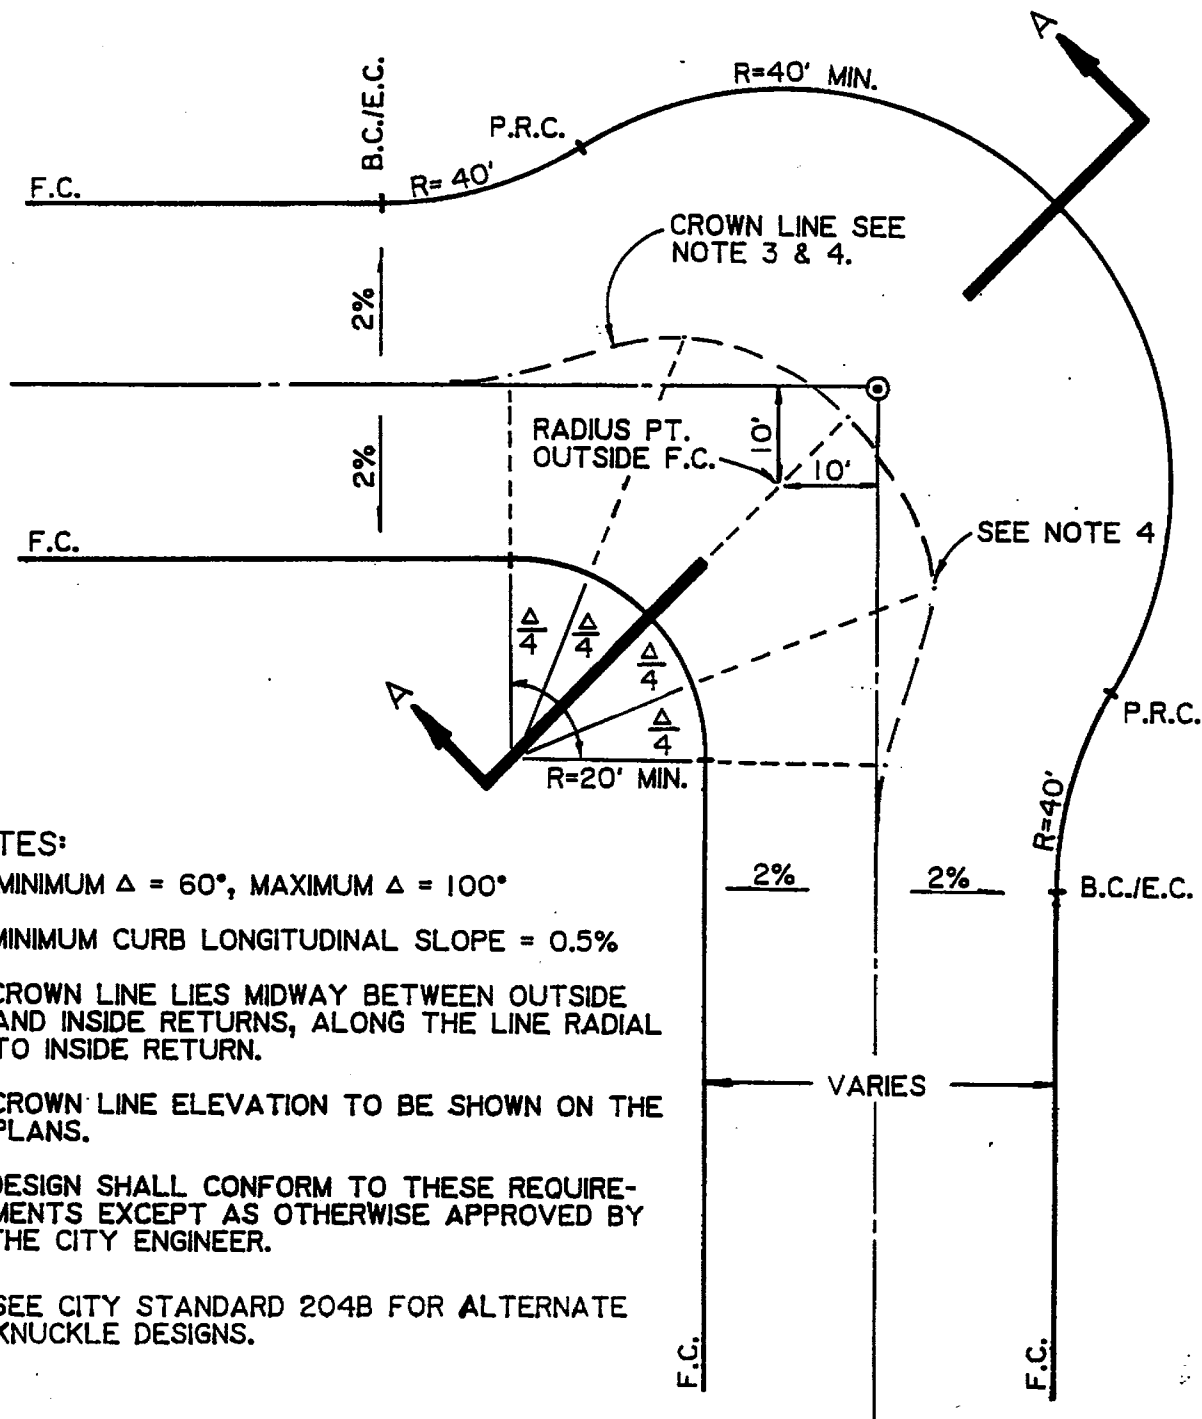 A
R=40' MIN.
B.C./E.C.
P.R.C.
F.C.
R= 40'
CROWN LINE SEE
NOTE 3 & 4.
2%
RADIUS PT.
OUTSIDE F.C.
10'
10'
2%
F.C.
SEE NOTE 4
Δ/4
Δ/4
Δ/4
Δ/4
A
P.R.C.
R=20' MIN.
R=40'
TES:
MINIMUM Δ = 60°, MAXIMUM Δ = 100°
2%
2%
B.C./E.C.
MINIMUM CURB LONGITUDINAL SLOPE = 0.5%
CROWN LINE LIES MIDWAY BETWEEN OUTSIDE
AND INSIDE RETURNS, ALONG THE LINE RADIAL
TO INSIDE RETURN.
VARIES
CROWN LINE ELEVATION TO BE SHOWN ON THE
PLANS.
DESIGN SHALL CONFORM TO THESE REQUIRE-
MENTS EXCEPT AS OTHERWISE APPROVED BY
THE CITY ENGINEER.
SEE CITY STANDARD 204B FOR ALTERNATE
KNUCKLE DESIGNS.
F.C.
F.C.